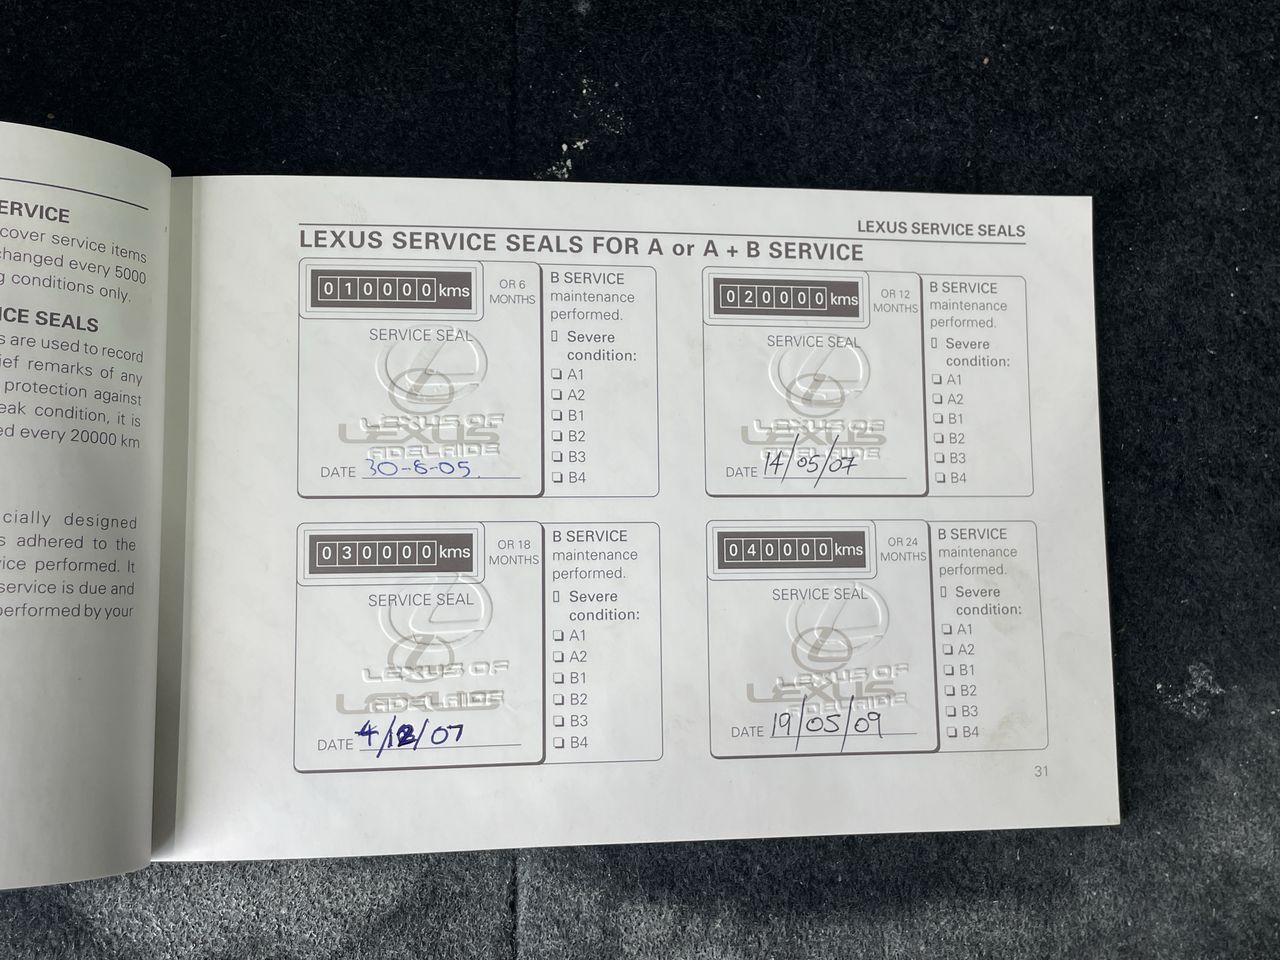 ERVICE
cover service items
changed every 5000
g conditions only.
ICE SEALS
s are used to record
ief remarks of any
protection against
eak condition, it is
ed every 20000 km
cially designed
s adhered to the
vice performed. It
service is due and
performed by your
LEXUS SERVICE SEALS
LEXUS SERVICE SEALS FOR A or A + B SERVICE
010000 kms
OR 6
MONTHS
SERVICE SEAL
LEXUS OF
LEXUS
ADELAIDE
DATE 30-8-05.
B SERVICE
maintenance
performed.
Severe
condition:
A1
A2
B1
B2
B3
B4
020000 kms
OR 12
MONTHS
SERVICE SEAL
LEXUS OF
LEXUS
ADELAIDE
DATE 14/05/07
B SERVICE
maintenance
performed.
Severe
condition:
A1
A2
B1
B2
B3
B4
030000 kms
OR 18
MONTHS
SERVICE SEAL
LEXUS OF
LEXUS
ADELAIDE
DATE 4/12/07
B SERVICE
maintenance
performed.
Severe
condition:
A1
A2
B1
B2
B3
B4
040000 kms
OR 24
MONTHS
SERVICE SEAL
LEXUS OF
LEXUS
ADELAIDE
DATE 19/05/09
B SERVICE
maintenance
performed.
Severe
condition:
A1
A2
B1
B2
B3
B4
31